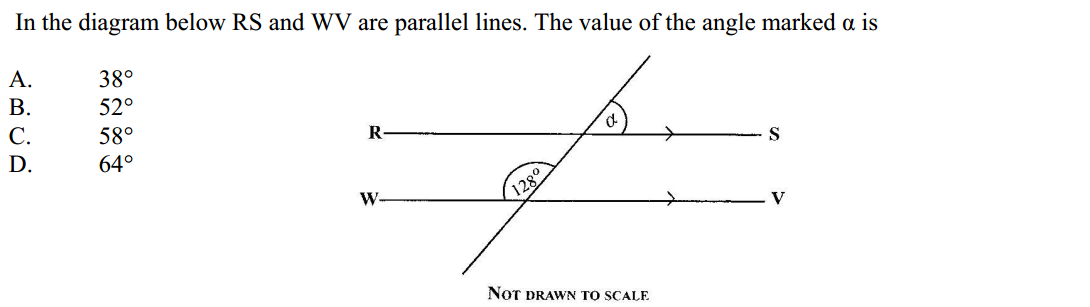 In the diagram below RS and WV are parallel lines. The value of the angle marked α is
A. 38°
B. 52°
C. 58°
D. 64°
α
R S
128°
W V
NOT DRAWN TO SCALE